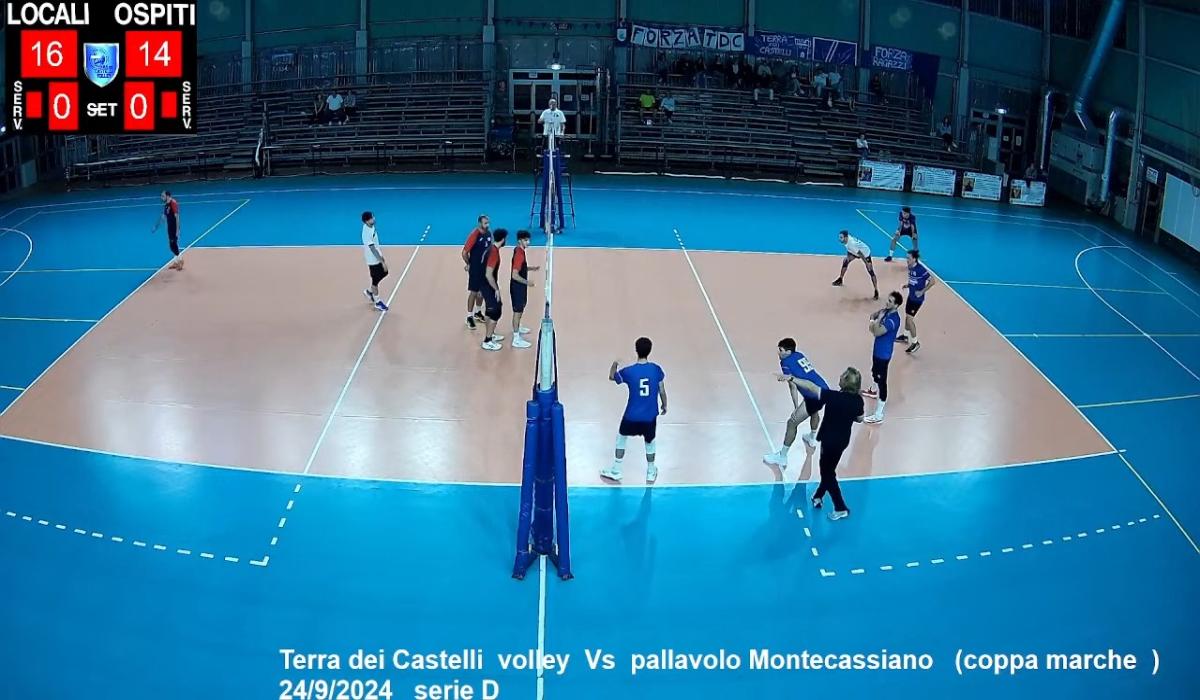 LOCALI OSPITI
16 14
SERV. 0 SET 0 SERV.
FORZA TDC
TERRA
CASTELLI
FORZA
RAGAZZI
5
Terra dei Castelli volley Vs pallavolo Montecassiano (coppa marche )
24/9/2024 serie D